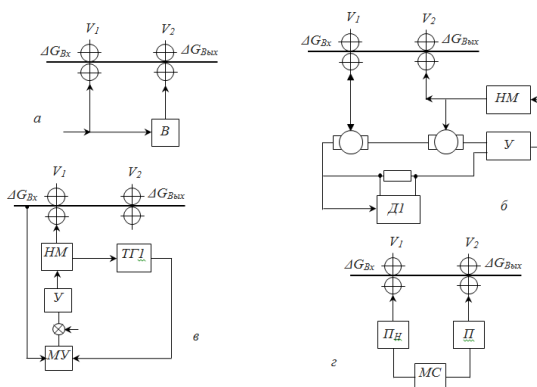 V1 V2
ΔGВх ΔGВых
В
а
V1 V2
ΔGВх ΔGВых
НМ
У
Д1
б
V1 V2
ΔGВх ΔGВых
НМ ТГ1
У
МУ
в
V1 V2
ΔGВх ΔGВых
ПН П
МС
г